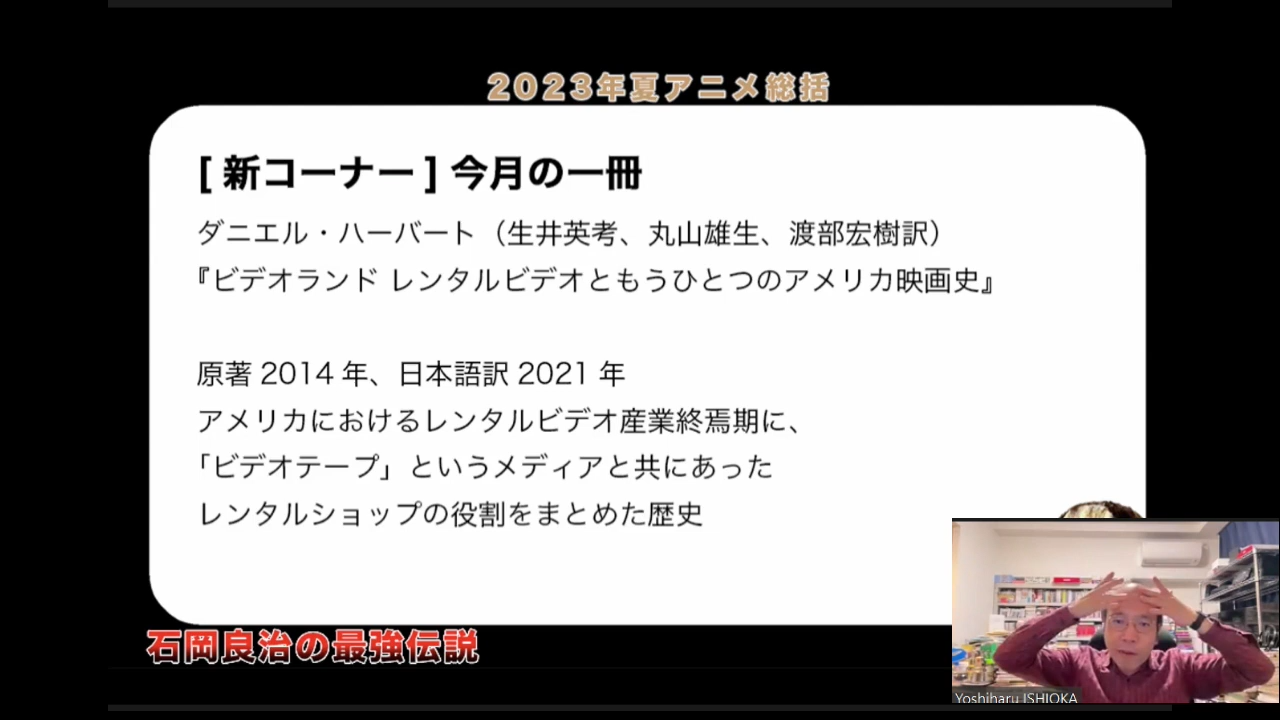 2023年夏アニメ総括
[ 新コーナー ] 今月の一冊
ダニエル・ハーバート（生井英考、丸山雄生、渡部宏樹訳）
『ビデオランド レンタルビデオともうひとつのアメリカ映画史』
原著 2014 年、日本語訳 2021 年
アメリカにおけるレンタルビデオ産業終焉期に、
「ビデオテープ」というメディアと共にあった
レンタルショップの役割をまとめた歴史
石岡良治の最強伝説
Yoshiharu ISHIOKA